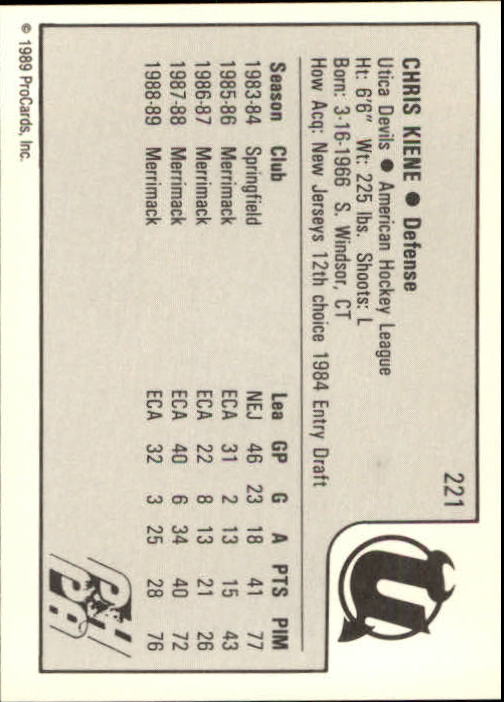 221
CHRIS KIENE ● Defense
Utica Devils ● American Hockey League
Ht: 6'6" Wt: 225 lbs. Shoots: L
Born: 3-16-1966 S. Windsor, CT
How Acq: New Jerseys 12th choice 1984 Entry Draft
Season Club Lea GP G A PTS PIM
1983-84 Springfield NEJ 46 23 18 41 77
1985-86 Merrimack ECA 31 2 13 15 43
1986-87 Merrimack ECA 22 8 13 21 26
1987-88 Merrimack ECA 40 6 34 40 72
1988-89 Merrimack ECA 32 3 25 28 76
© 1989 ProCards, Inc.
U